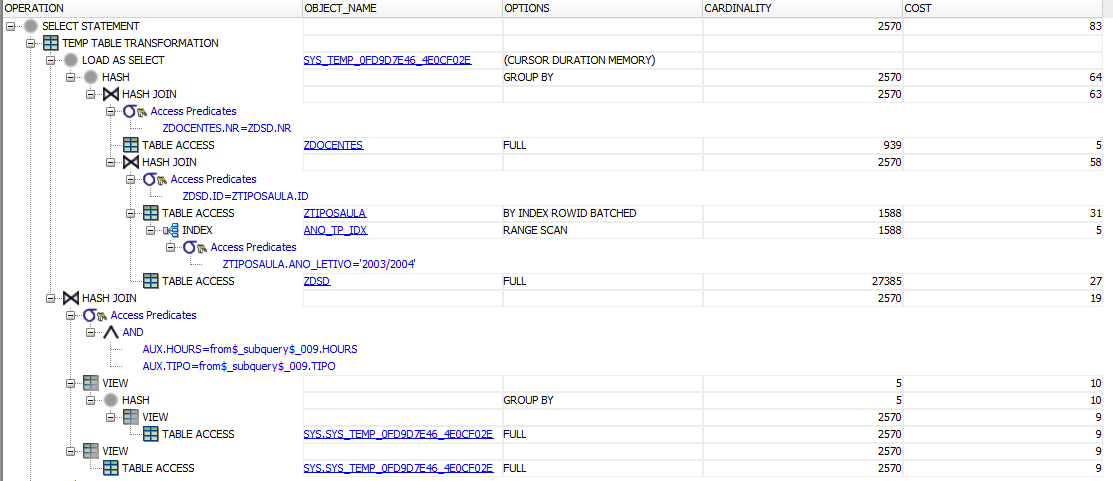 OPERATION OBJECT_NAME OPTIONS CARDINALITY COST
SELECT STATEMENT 2570 83
TEMP TABLE TRANSFORMATION
LOAD AS SELECT SYS_TEMP_0FD9D7E46_4E0CF02E (CURSOR DURATION MEMORY)
HASH GROUP BY 2570 64
HASH JOIN 2570 63
Access Predicates
ZDOCENTES.NR=ZDSD.NR
TABLE ACCESS ZDOCENTES FULL 939 5
HASH JOIN 2570 58
Access Predicates
ZDSD.ID=ZTIPOSAULA.ID
TABLE ACCESS ZTIPOSAULA BY INDEX ROWID BATCHED 1588 31
INDEX ANO_TP_IDX RANGE SCAN 1588 5
Access Predicates
ZTIPOSAULA.ANO_LETIVO='2003/2004'
TABLE ACCESS ZDSD FULL 27385 27
HASH JOIN 2570 19
Access Predicates
AND
AUX.HOURS=from$_subquery$_009.HOURS
AUX.TIPO=from$_subquery$_009.TIPO
VIEW 5 10
HASH GROUP BY 5 10
VIEW 2570 9
TABLE ACCESS SYS.SYS_TEMP_0FD9D7E46_4E0CF02E FULL 2570 9
VIEW 2570 9
TABLE ACCESS SYS.SYS_TEMP_0FD9D7E46_4E0CF02E FULL 2570 9